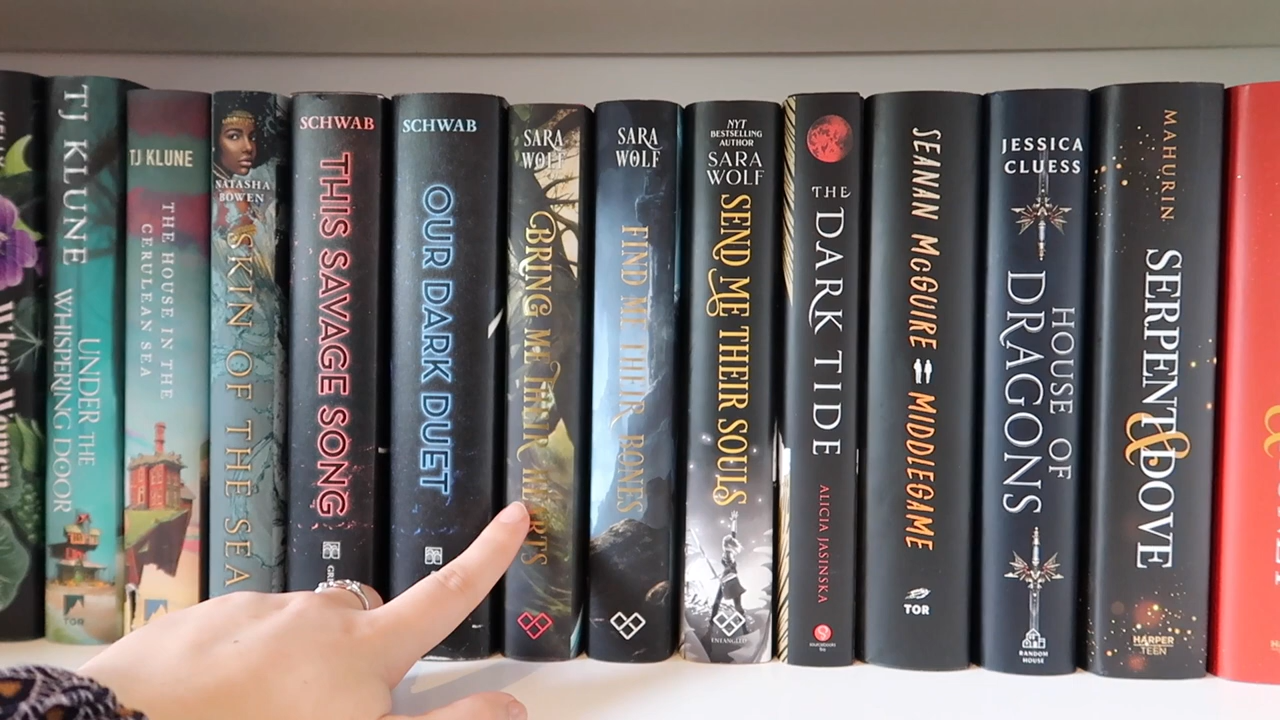 TJ KLUNE
UNDER THE
WHISPERING DOOR
TOR
TJ KLUNE
THE HOUSE IN THE
CERULEAN SEA
NATASHA
BOWEN
SKIN OF THE SEA
SCHWAB
THIS SAVAGE SONG
SCHWAB
OUR DARK DUET
SARA
WOLF
BRING ME THEIR HEARTS
SARA
WOLF
FIND ME THEIR BONES
NYT
BESTSELLING
AUTHOR
SARA
WOLF
SEND ME THEIR SOULS
ENTANGLED
THE
DARK TIDE
ALICIA JASINSKA
sourcebooks
fire
SEANAN McGUIRE
MIDDLEGAME
TOR
JESSICA
CLUESS
HOUSE OF
DRAGONS
RANDOM
HOUSE
MAHURIN
SERPENT & DOVE
HARPER
TEEN